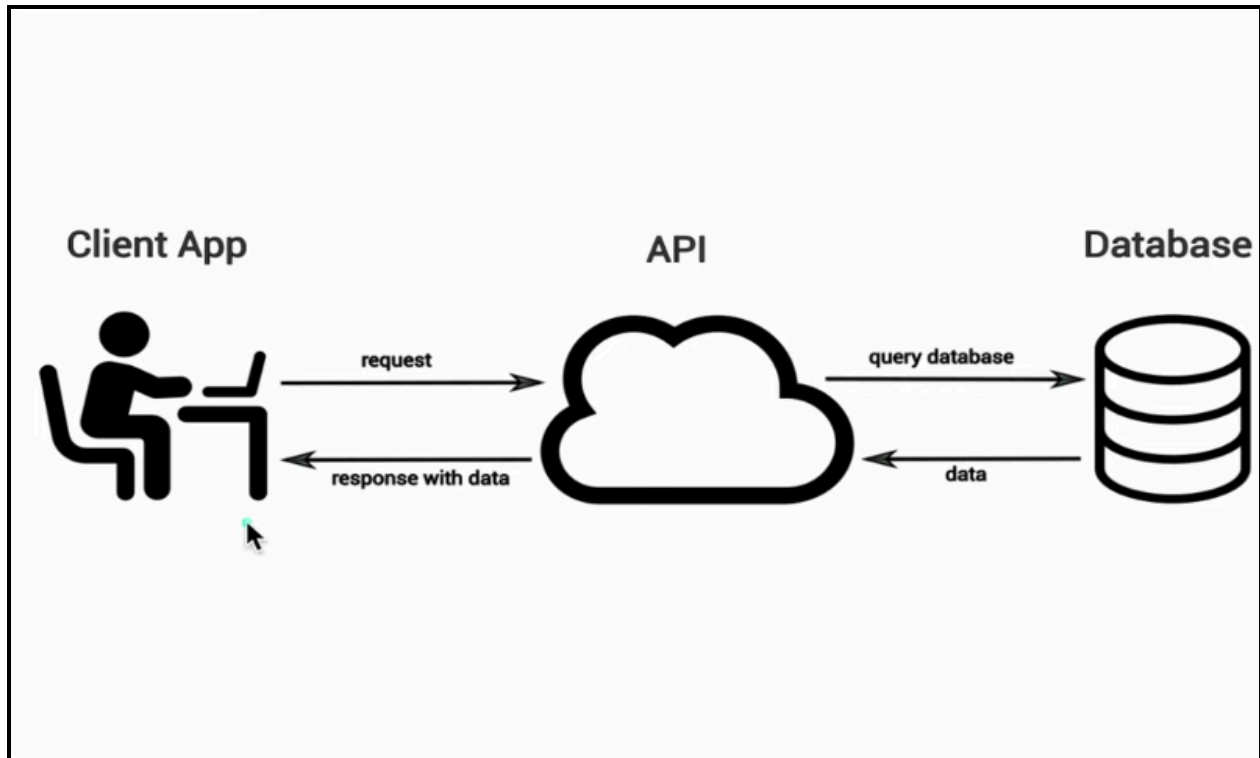 Client App
API
Database
request
query database
response with data
data